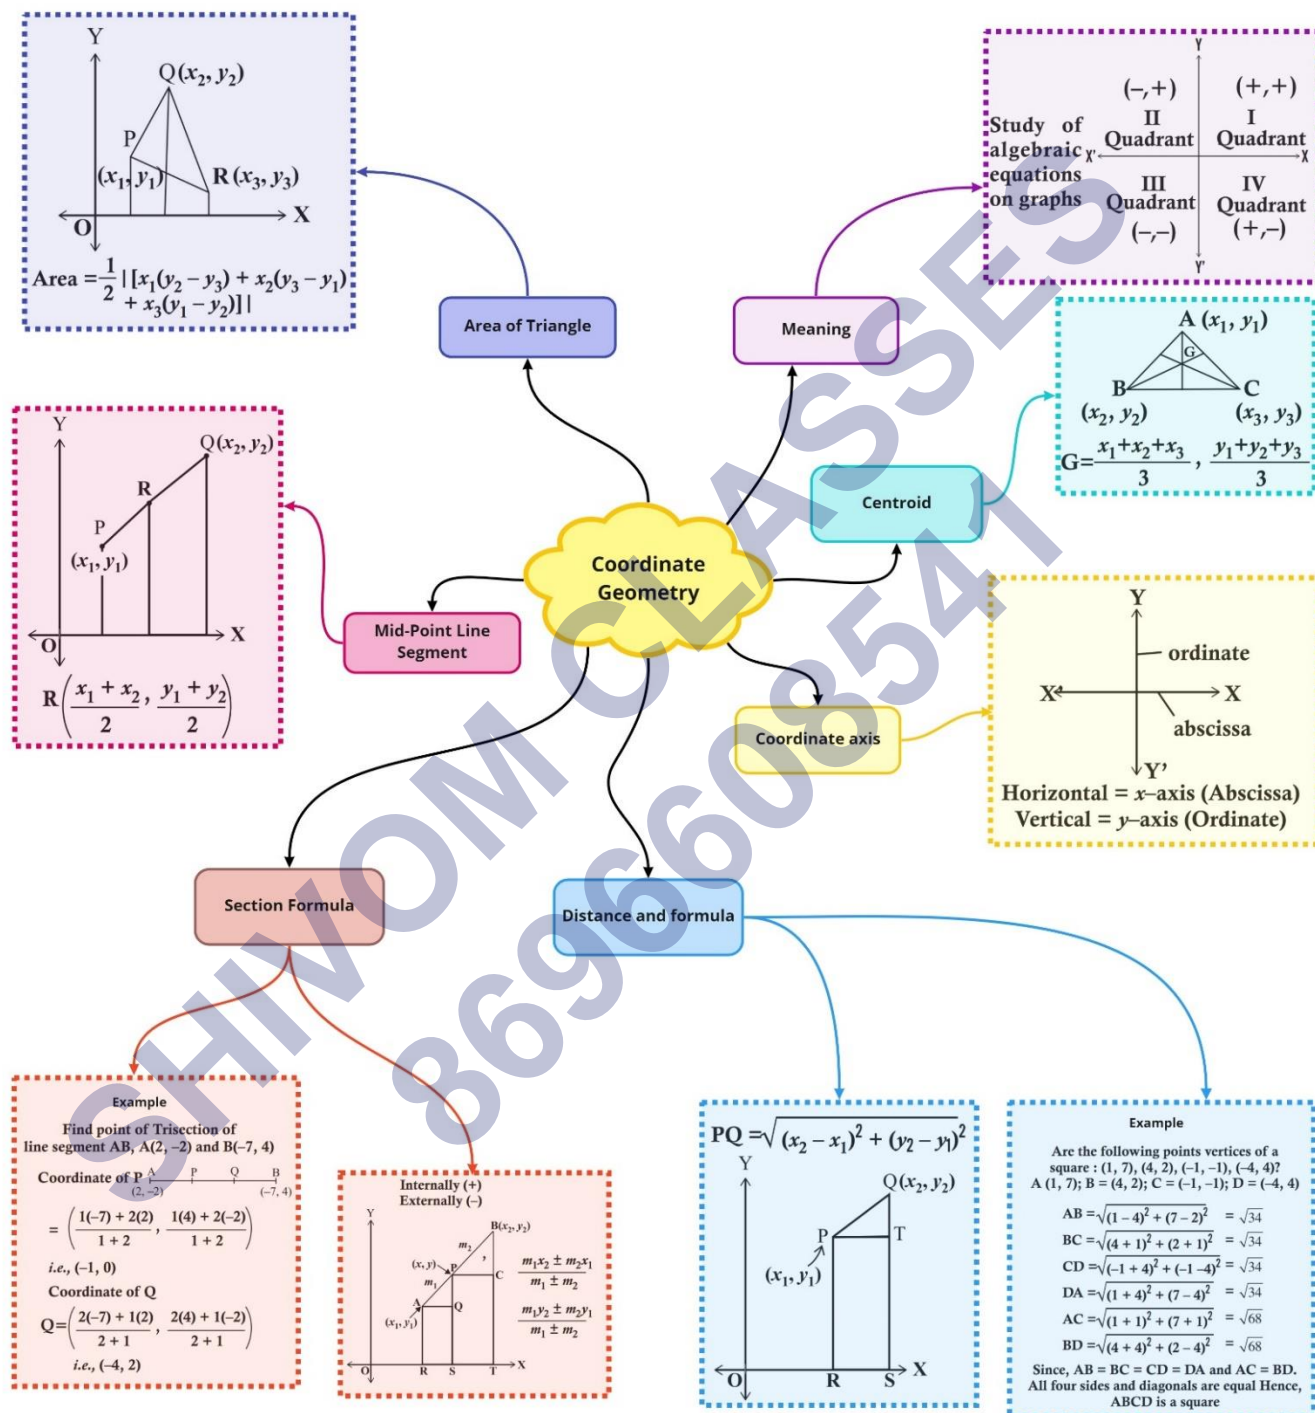 Y
Q(x₂, y₂)
P
(x₁, y₁)
R (x₃, y₃)
O
X
Area = 1/2 |[x₁(y₂ – y₃) + x₂(y₃ – y₁)
+ x₃(y₁ – y₂)]|
Area of Triangle
Meaning
Study of
algebraic
equations
on graphs
Y
(–,+)
(+,+)
II
Quadrant
I
Quadrant
X'
X
III
Quadrant
IV
Quadrant
(–,–)
(+,–)
Y'
A (x₁, y₁)
G
B
C
(x₂, y₂)
(x₃, y₃)
G= x₁+x₂+x₃/3 , y₁+y₂+y₃/3
Centroid
Y
Q(x₂, y₂)
R
P
(x₁, y₁)
O
X
R(x₁ + x₂/2 , y₁ + y₂/2)
Mid-Point Line
Segment
Coordinate
Geometry
Coordinate axis
Y
ordinate
X
X
abscissa
Y’
Horizontal = x–axis (Abscissa)
Vertical = y–axis (Ordinate)
Section Formula
Distance and formula
Example
Find point of Trisection of
line segment AB, A(2, –2) and B(–7, 4)
Coordinate of P
A P Q B
(2, –2) (–7, 4)
= (1(–7) + 2(2)/1 + 2 , 1(4) + 2(–2)/1 + 2)
i.e., (–1, 0)
Coordinate of Q
Q=(2(–7) + 1(2)/2 + 1 , 2(4) + 1(–2)/2 + 1)
i.e., (–4, 2)
Internally (+)
Externally (–)
Y
B(x₂, y₂)
m₂
(x, y)
P
C
m₁
A
Q
(x₁, y₁)
O R S T X
m₁x₂ ± m₂x₁/m₁ ± m₂
m₁y₂ ± m₂y₁/m₁ ± m₂
PQ =√(x₂ – x₁)² + (y₂ – y₁)²
Y
Q(x₂, y₂)
P
T
(x₁, y₁)
O R S X
Example
Are the following points vertices of a
square : (1, 7), (4, 2), (–1, –1), (–4, 4)?
A (1, 7); B = (4, 2); C = (–1, –1); D = (–4, 4)
AB =√(1 – 4)² + (7 – 2)² = √34
BC =√(4 + 1)² + (2 + 1)² = √34
CD =√(–1 + 4)² + (–1 –4)² = √34
DA =√(1 + 4)² + (7 – 4)² = √34
AC =√(1 + 1)² + (7 + 1)² = √68
BD =√(4 + 4)² + (2 – 4)² = √68
Since, AB = BC = CD = DA and AC = BD.
All four sides and diagonals are equal Hence,
ABCD is a square
SHIVOM CLASSES
8696608541